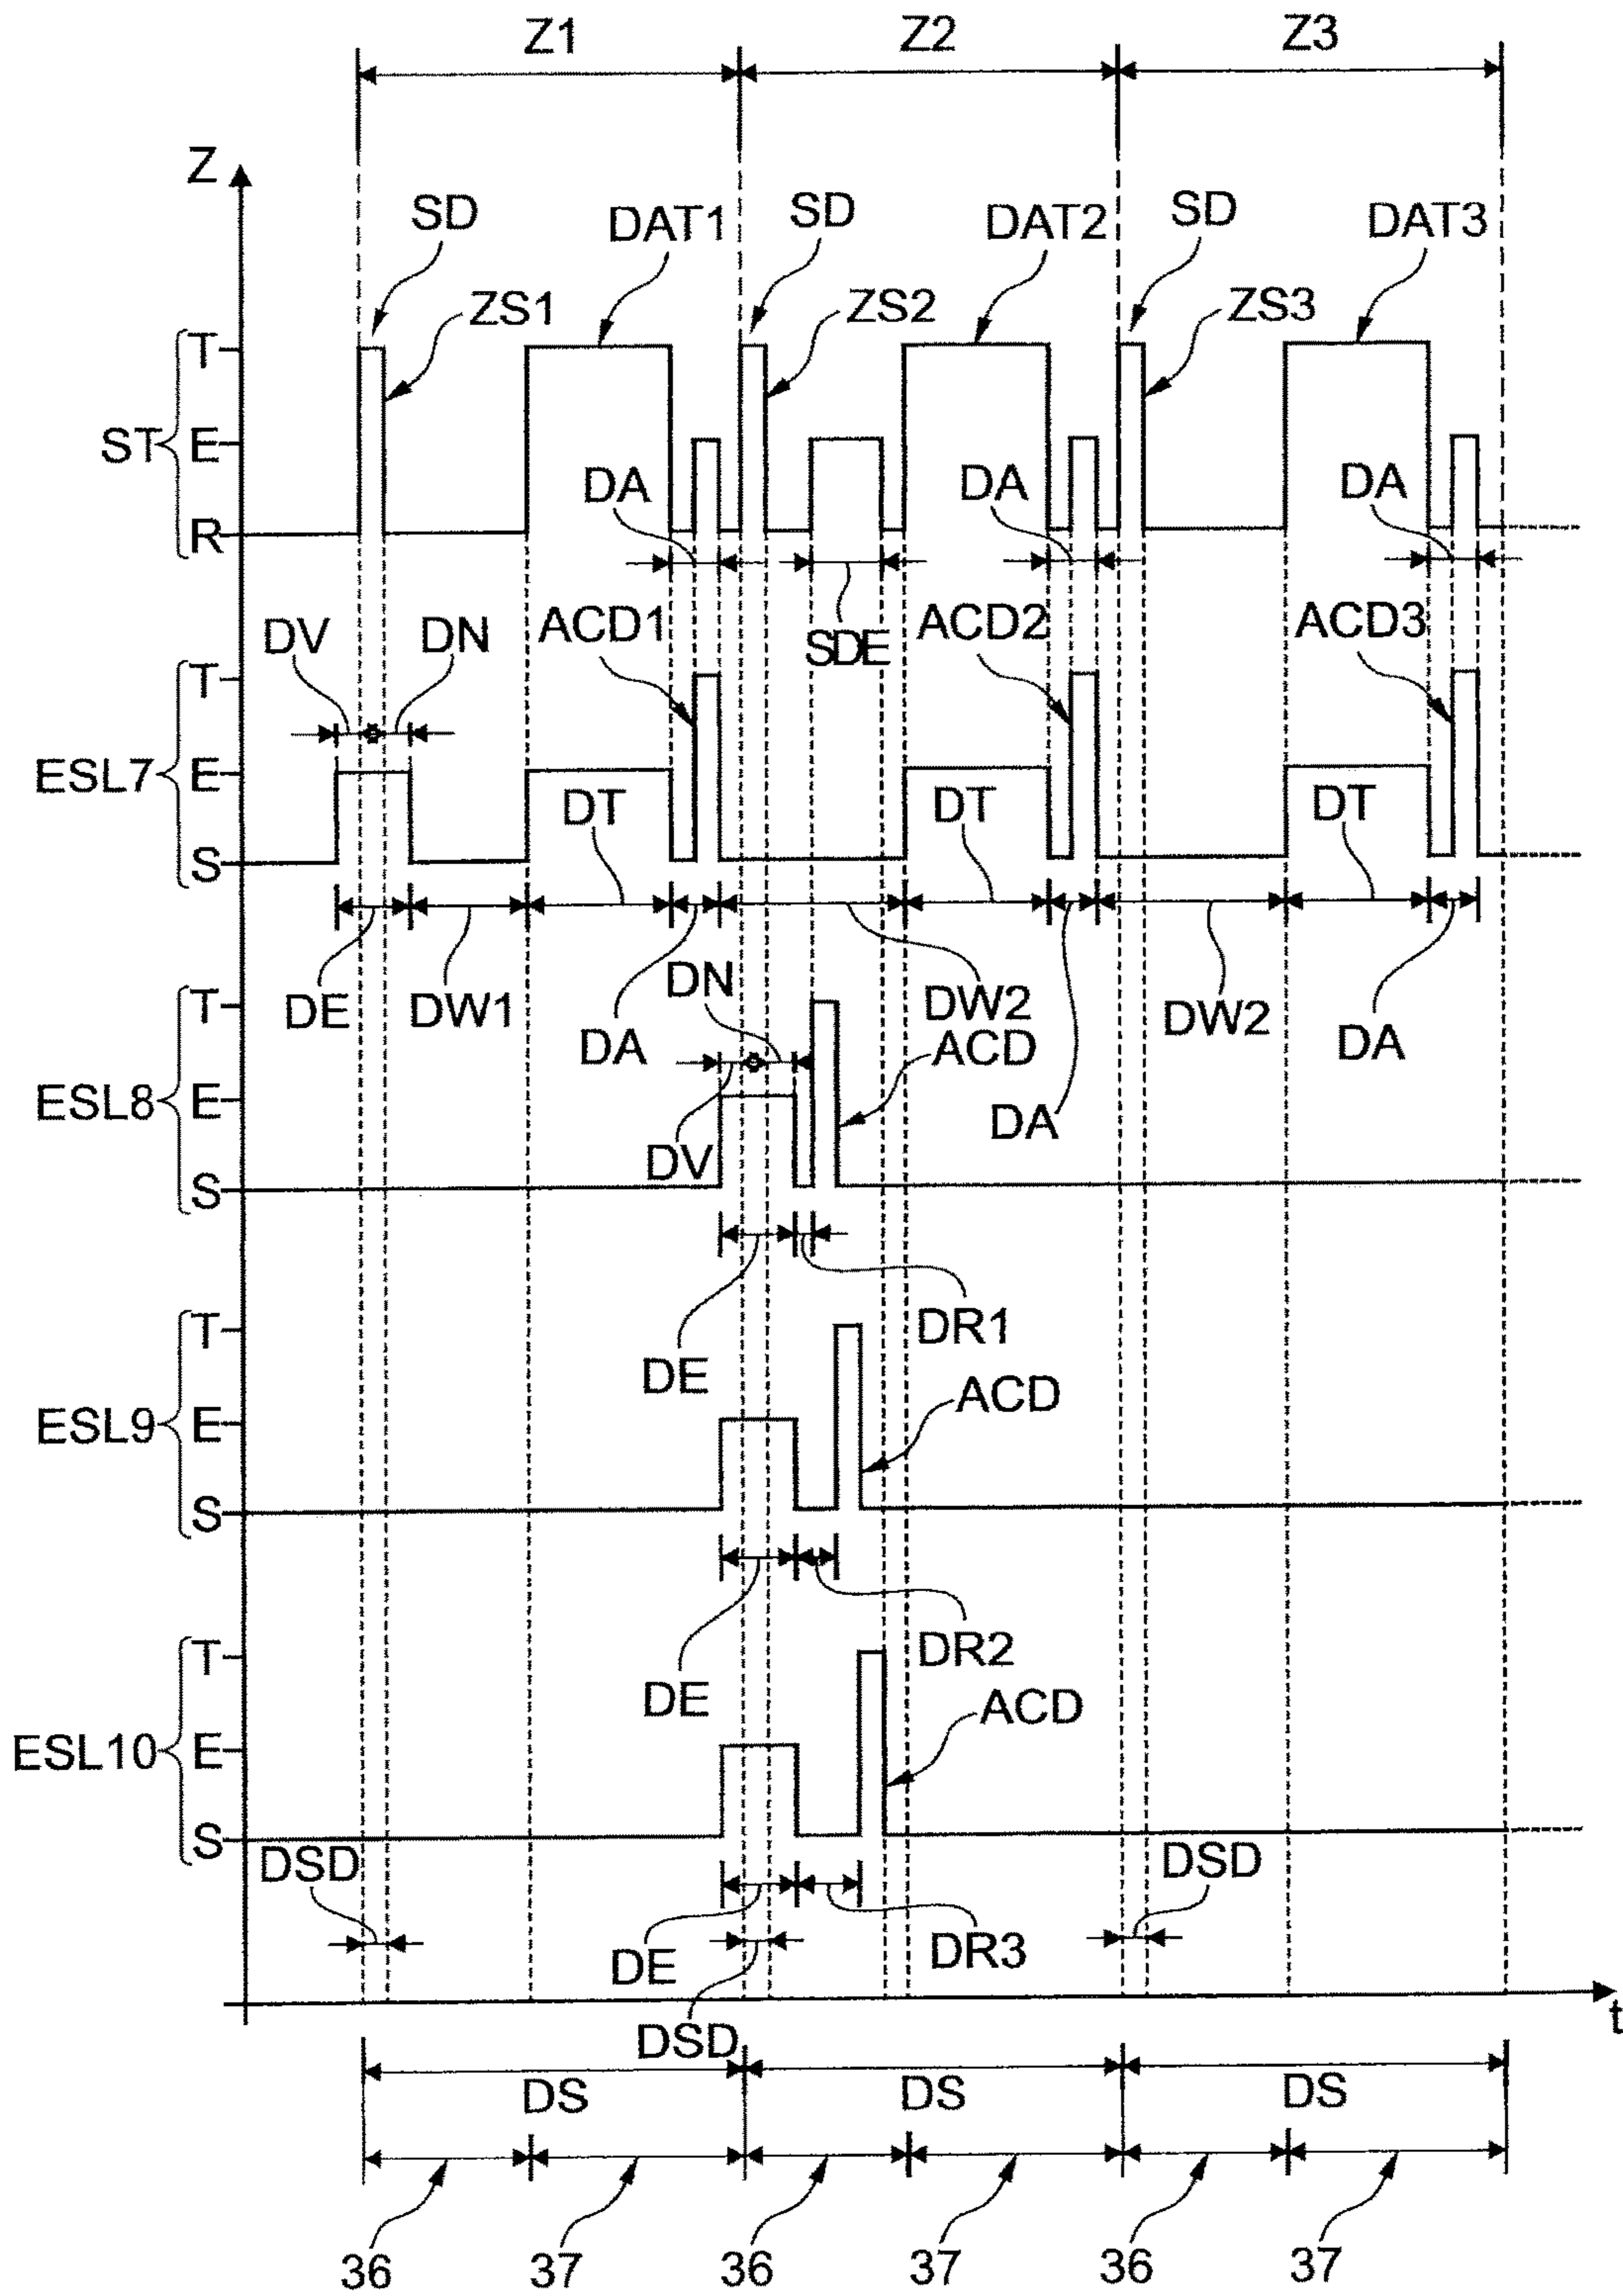 Z1 Z2 Z3
Z
SD DAT1 SD DAT2 SD DAT3
ZS1 ZS2 ZS3
T
ST E
DA DA DA
R
DV DN ACD1 SDE ACD2 ACD3
T
ESL7 E
DT DT DT
S
DE DW1 DA DN DW2 DW2 DA
T
ACD
ESL8 E
DV DA
S
DR1
T
DE ACD
ESL9 E
S
DR2
T
DE ACD
ESL10 E
S
DSD DSD
DE DR3
t
DSD
DS DS DS
36 37 36 37 36 37